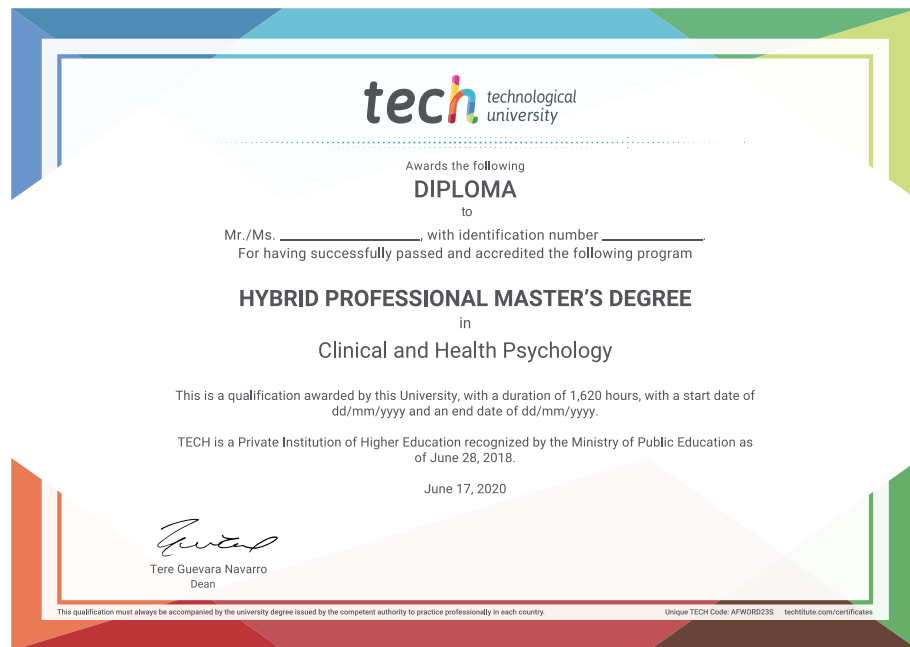 tech technological
university
Awards the following
DIPLOMA
to
Mr./Ms. ____________________, with identification number ______________.
For having successfully passed and accredited the following program
HYBRID PROFESSIONAL MASTER’S DEGREE
in
Clinical and Health Psychology
This is a qualification awarded by this University, with a duration of 1,620 hours, with a start date of
dd/mm/yyyy and an end date of dd/mm/yyyy.
TECH is a Private Institution of Higher Education recognized by the Ministry of Public Education as
of June 28, 2018.
June 17, 2020
Tere Guevara Navarro
Dean
This qualification must always be accompanied by the university degree issued by the competent authority to practice professionally in each country.
Unique TECH Code: AFWORD23S techtitute.com/certificates